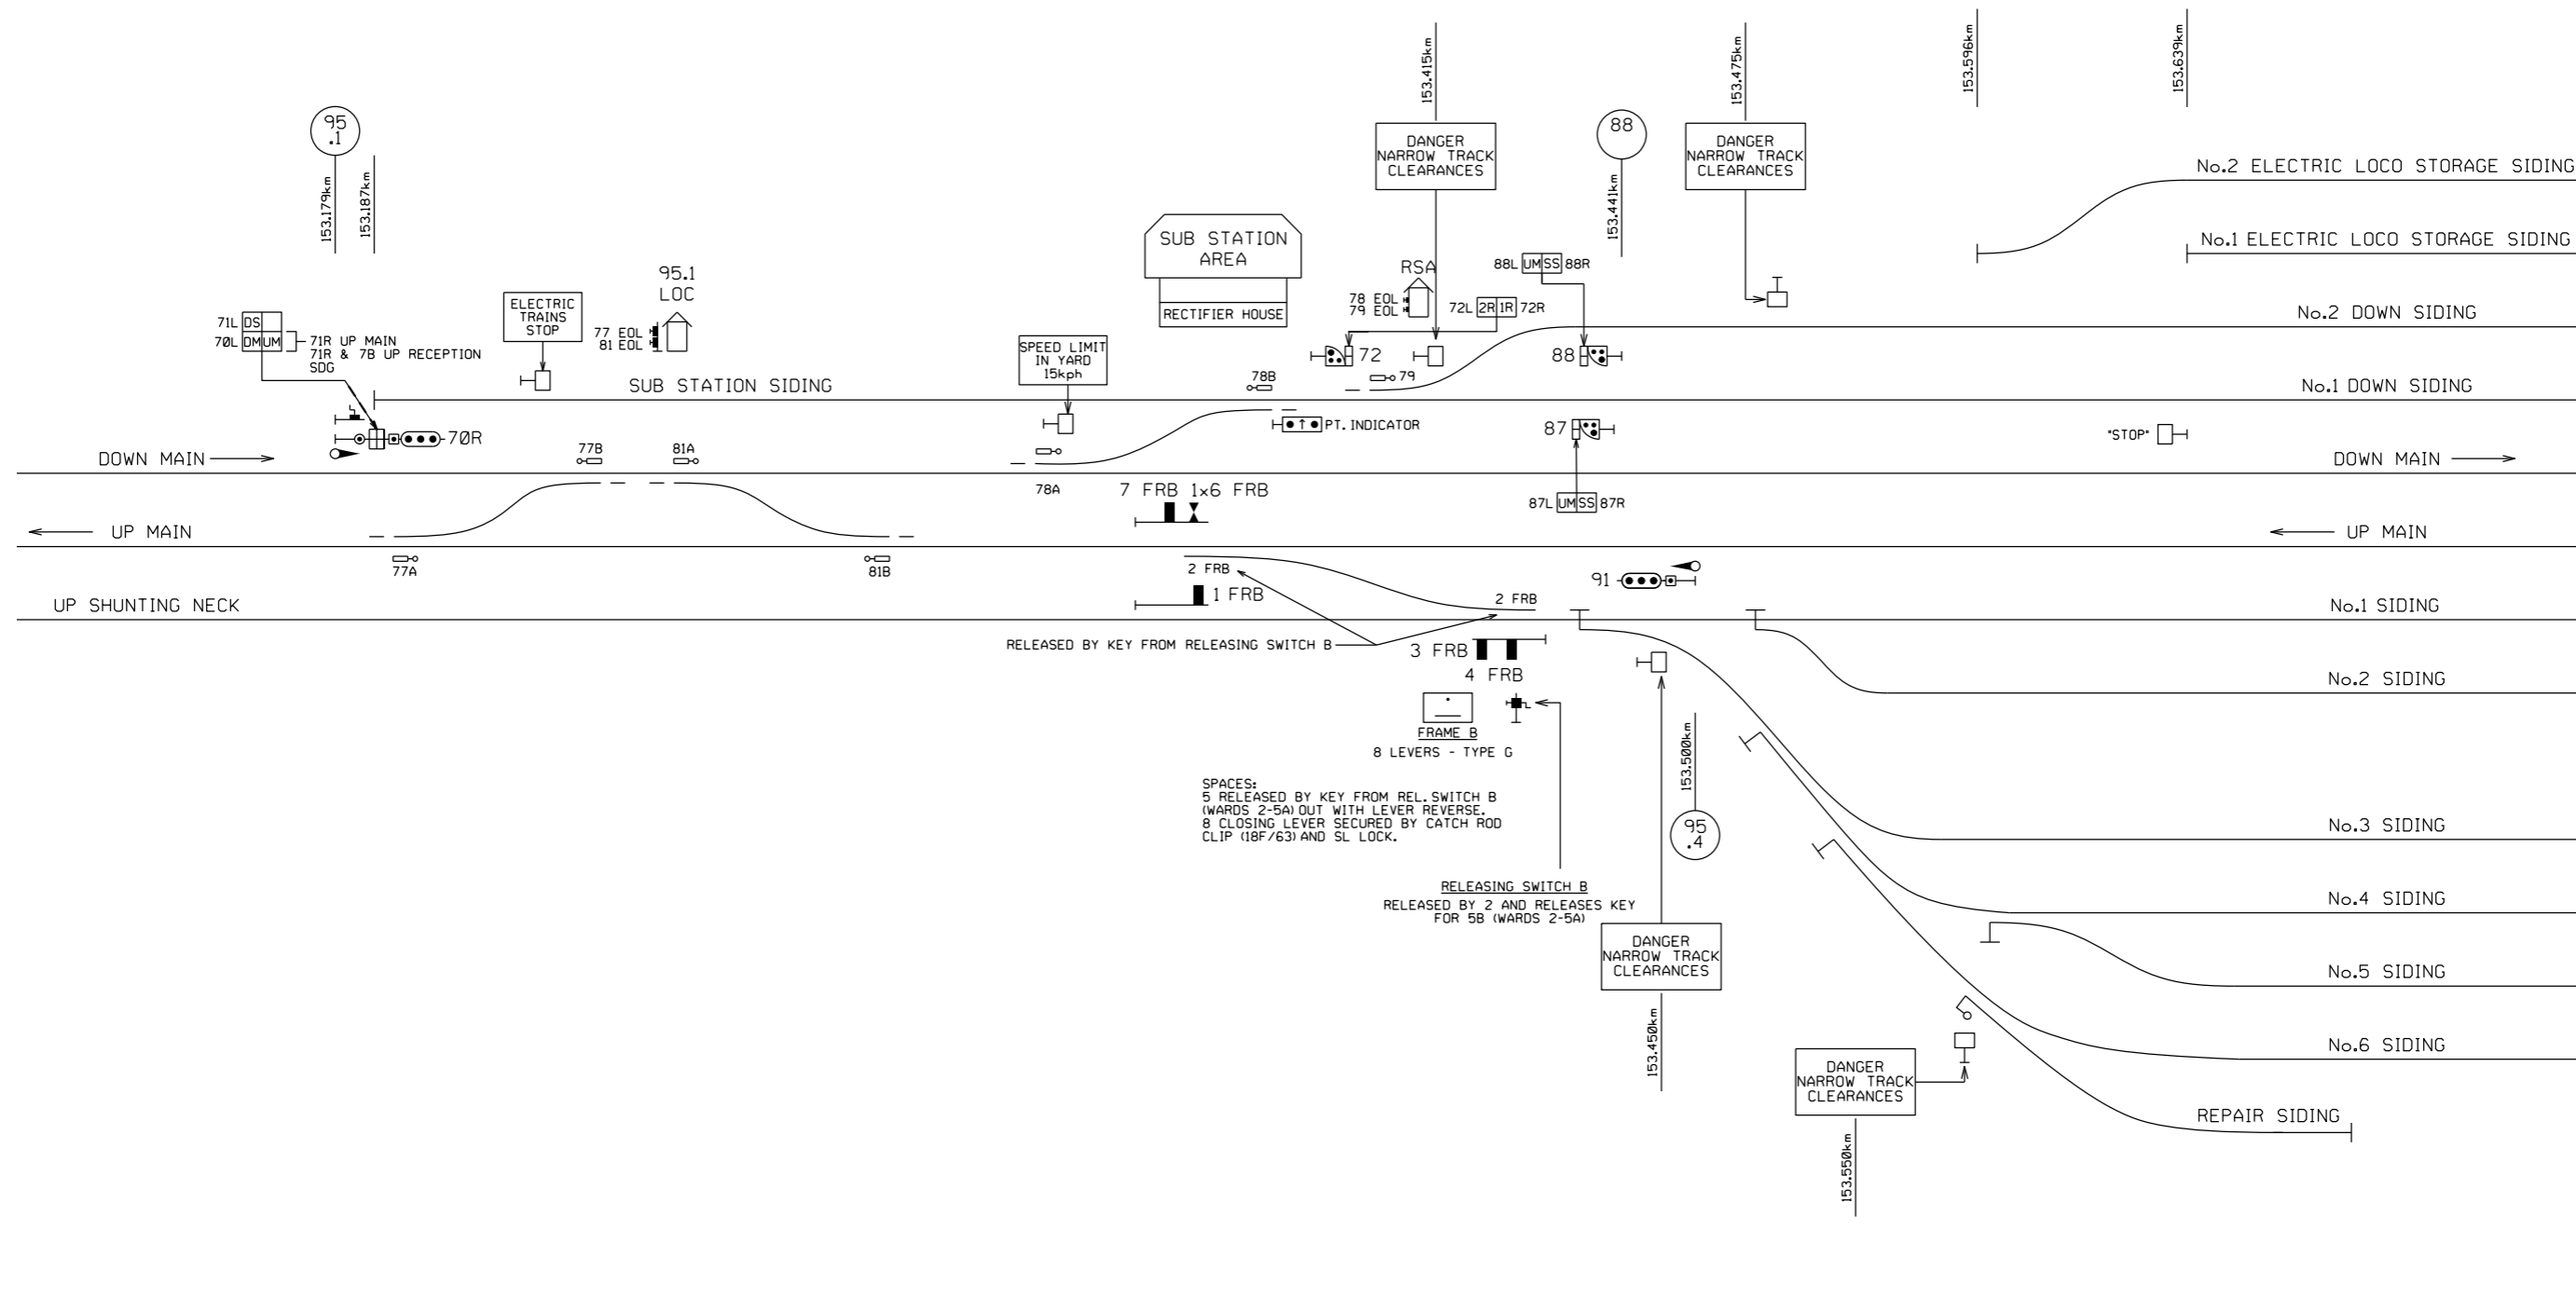 153.415km
153.475km
153.596km
153.639km
95
.1
153.179km
153.187km
DANGER
NARROW TRACK
CLEARANCES
88
153.441km
DANGER
NARROW TRACK
CLEARANCES
No.2 ELECTRIC LOCO STORAGE SIDING
No.1 ELECTRIC LOCO STORAGE SIDING
SUB STATION
AREA
RECTIFIER HOUSE
RSA
78 EOL
79 EOL
88L UM SS 88R
72L 2R 1R 72R
95.1
LOC
77 EOL
81 EOL
ELECTRIC
TRAINS
STOP
71L DS
70L DM UM
71R UP MAIN
71R & 7B UP RECEPTION
SDG
SPEED LIMIT
IN YARD
15kph
No.2 DOWN SIDING
72
88
SUB STATION SIDING
78B
79
No.1 DOWN SIDING
PT. INDICATOR
87
"STOP"
70R
DOWN MAIN
77B
81A
DOWN MAIN
78A
7 FRB 1x6 FRB
87L UM SS 87R
UP MAIN
UP MAIN
77A
81B
2 FRB
91
1 FRB
2 FRB
UP SHUNTING NECK
No.1 SIDING
RELEASED BY KEY FROM RELEASING SWITCH B
3 FRB
4 FRB
No.2 SIDING
FRAME B
8 LEVERS - TYPE G
153.500km
SPACES:
5 RELEASED BY KEY FROM REL. SWITCH B
(WARDS 2-5A) OUT WITH LEVER REVERSE.
8 CLOSING LEVER SECURED BY CATCH ROD
CLIP (18F/63) AND SL LOCK.
95
.4
No.3 SIDING
RELEASING SWITCH B
RELEASED BY 2 AND RELEASES KEY
FOR 5B (WARDS 2-5A)
No.4 SIDING
DANGER
NARROW TRACK
CLEARANCES
No.5 SIDING
153.450km
No.6 SIDING
DANGER
NARROW TRACK
CLEARANCES
REPAIR SIDING
153.550km